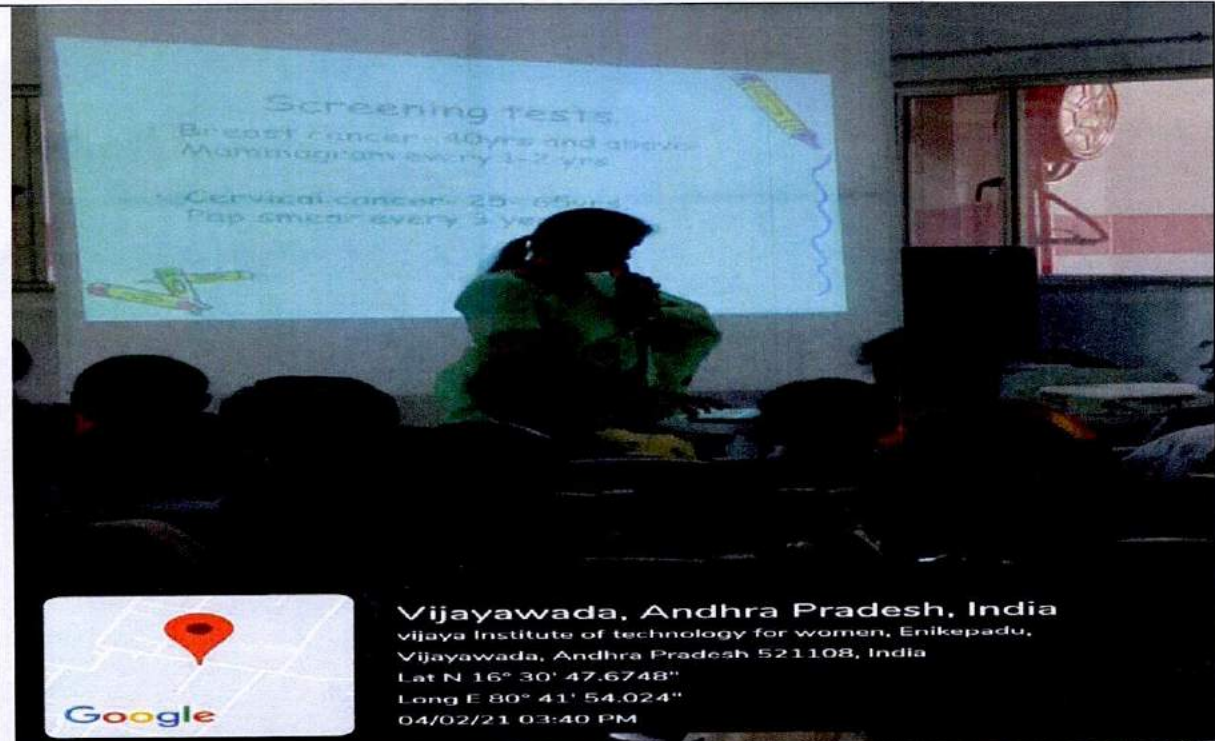 Screening tests
Breast cancer- 40yrs and above-
Mammogram every 1-2 yrs
Cervical cancer- 25-65yrs
Pap smear every 3
Vijayawada, Andhra Pradesh, India
vijaya Institute of technology for women, Enikepadu,
Vijayawada, Andhra Pradesh 521108, India
Lat N 16° 30' 47.6748"
Long E 80° 41' 54.024"
04/02/21 03:40 PM
Google